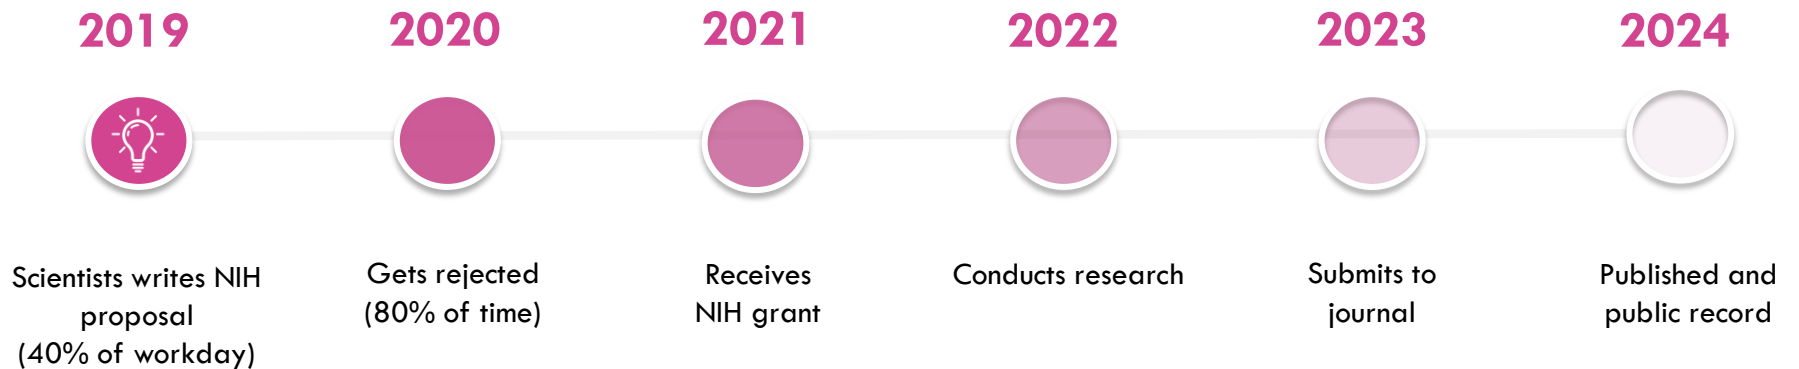 2019
2020
2021
2022
2023
2024
Scientists writes NIH
proposal
(40% of workday)
Gets rejected
(80% of time)
Receives
NIH grant
Conducts research
Submits to
journal
Published and
public record